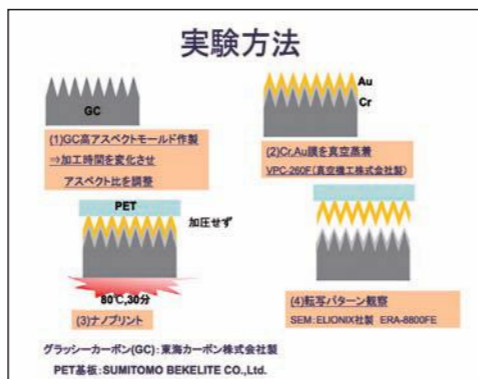 実験方法
GC
(1)GC高アスペクトモールド作製
⇒加工時間を変化させ
アスペクト比を調整
Au
Cr
(2)Cr,Au膜を真空蒸着
VPC-260F(真空機工株式会社製)
PET
加圧せず
80℃,30分
(3)ナノプリント
(4)転写パターン観察
SEM:ELIONIX社製 ERA-8800FE
グラッシーカーボン(GC):東海カーボン株式会社製
PET基板:SUMITOMO BEKELITE CO.,Ltd.